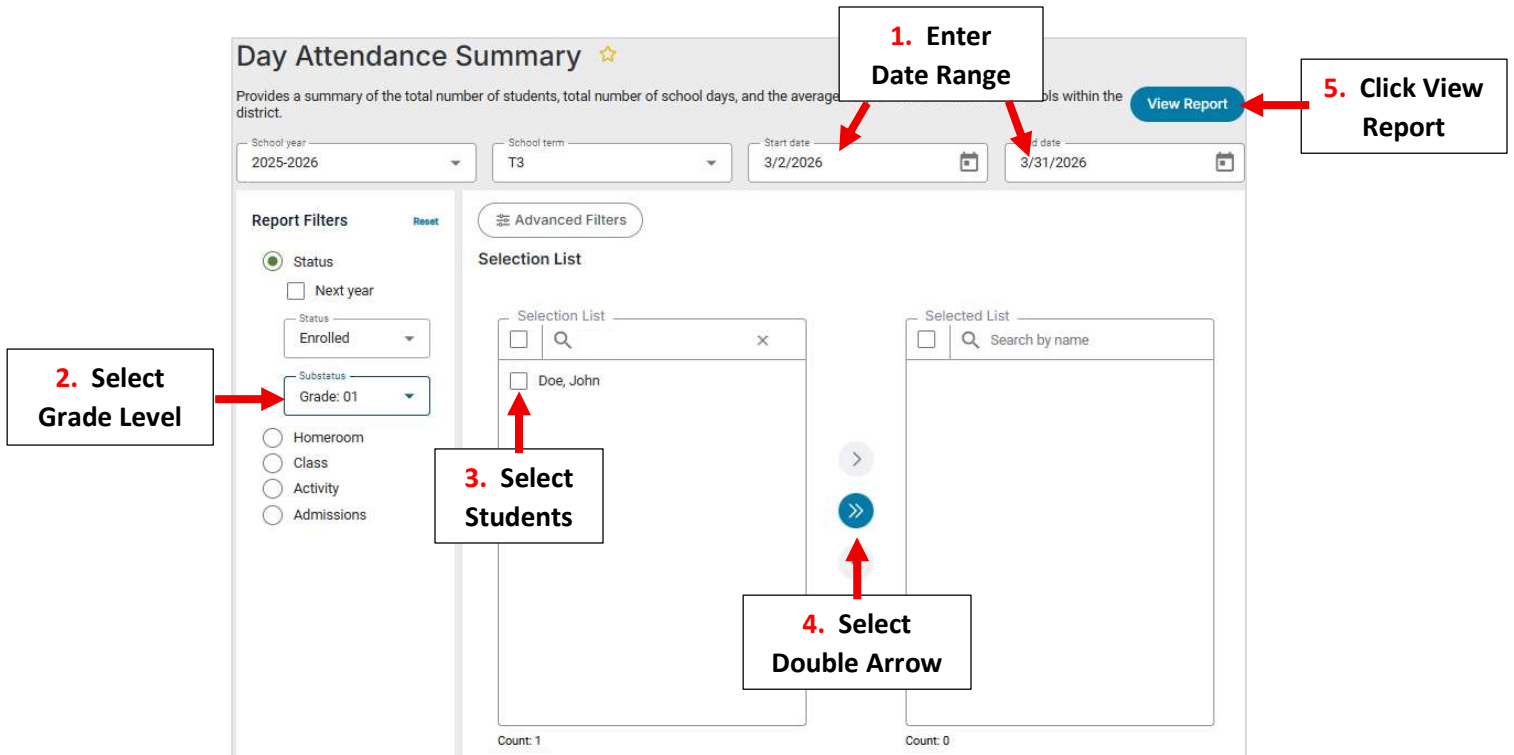 1. Enter
Date Range
Day Attendance Summary
Provides a summary of the total number of students, total number of school days, and the average ols within the
district.
View Report
5. Click View
Report
School year
2025-2026
School term
T3
Start date
3/2/2026
d date
3/31/2026
Report Filters
Reset
Advanced Filters
Status
Selection List
Next year
Status
Enrolled
Selection List
Selected List
Search by name
2. Select
Grade Level
Substatus
Grade: 01
Doe, John
Homeroom
Class
Activity
Admissions
3. Select
Students
4. Select
Double Arrow
Count: 1
Count: 0